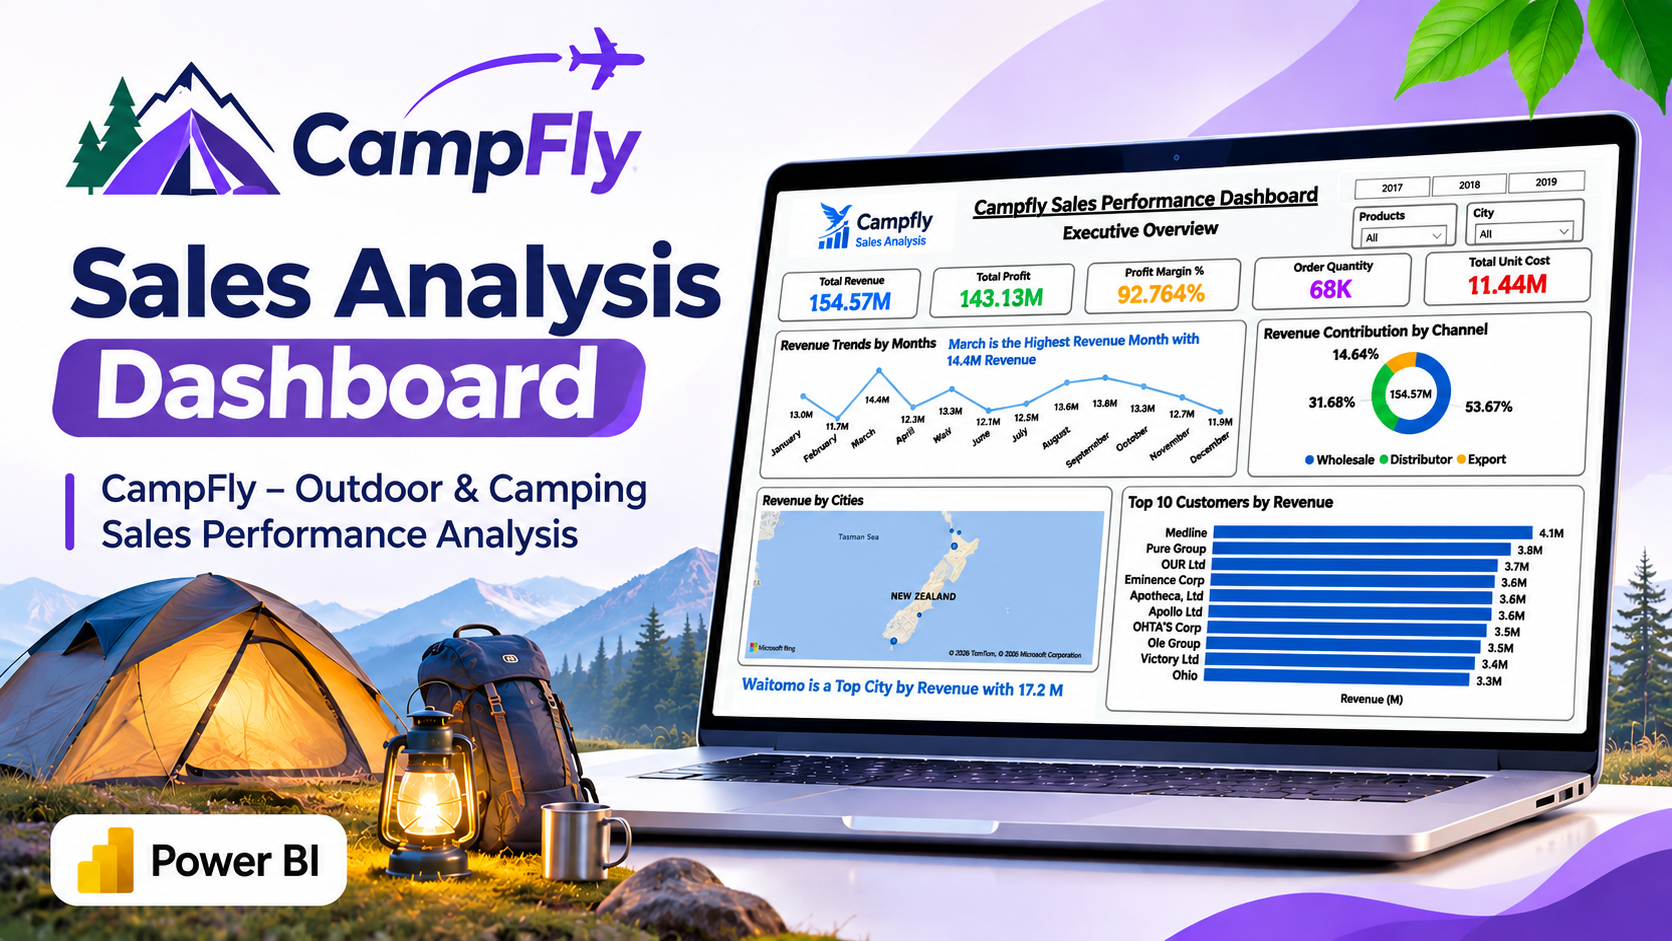 CampFly
Sales Analysis
Dashboard
CampFly – Outdoor & Camping
Sales Performance Analysis
Power BI
Campfly
Sales Analysis
Campfly Sales Performance Dashboard
Executive Overview
2017 2018 2019
Products
All
City
All
Total Revenue
154.57M
Total Profit
143.13M
Profit Margin %
92.764%
Order Quantity
68K
Total Unit Cost
11.44M
Revenue Trends by Months
March is the Highest Revenue Month with
14.4M Revenue
13.0M 11.7M 14.4M 12.3M 13.3M 12.1M 12.5M 13.6M 13.8M 13.3M 12.7M 11.9M
January February March April June July August September October November December
Revenue Contribution by Channel
14.64%
31.68%
154.57M
53.67%
Wholesale Distributor Export
Revenue by Cities
Tasman Sea
NEW ZEALAND
Microsoft Bing
Microsoft Corporation
Waitomo is a Top City by Revenue with 17.2 M
Top 10 Customers by Revenue
Medline 4.1M
Pure Group 3.8M
OUR Ltd 3.7M
Eminence Corp 3.6M
Apotheca, Ltd 3.6M
Apollo Ltd 3.6M
OHTA'S Corp 3.5M
Ole Group 3.5M
Victory Ltd 3.4M
Ohio 3.3M
Revenue (M)